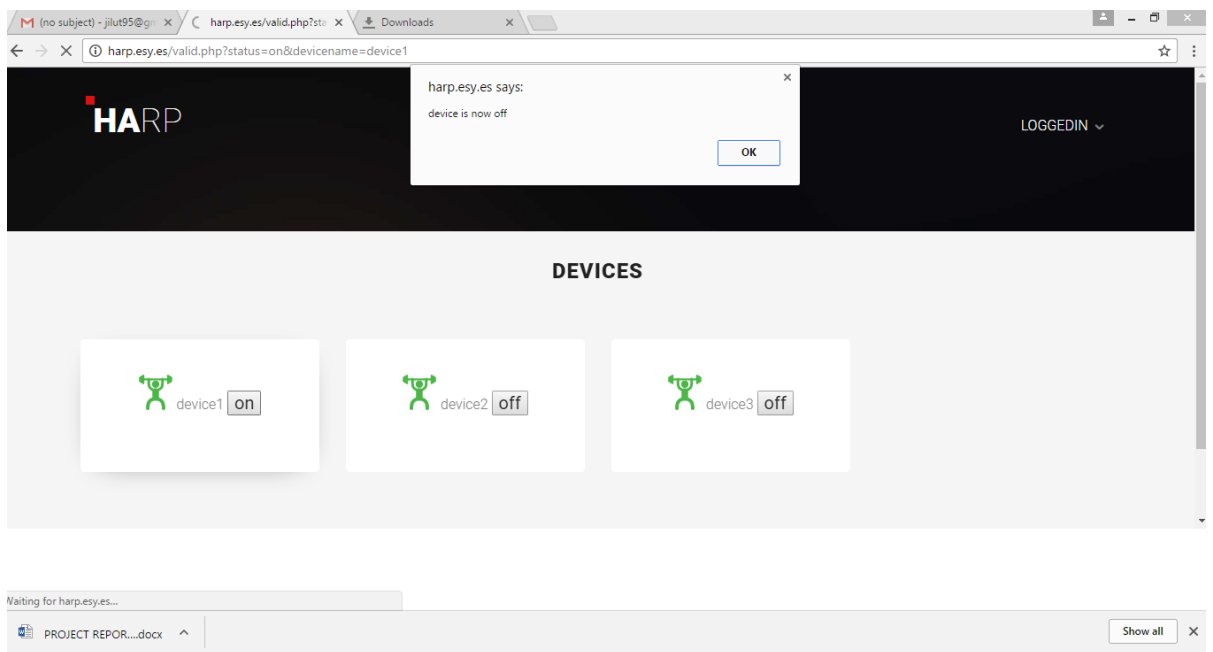 (no subject) - jilut95@gm
harp.esy.es/valid.php?sta
Downloads
harp.esy.es/valid.php?status=on&devicename=device1
harp.esy.es says:
device is now off
OK
HARP
LOGGEDIN
DEVICES
device1 on
device2 off
device3 off
Waiting for harp.esy.es...
PROJECT REPOR....docx
Show all